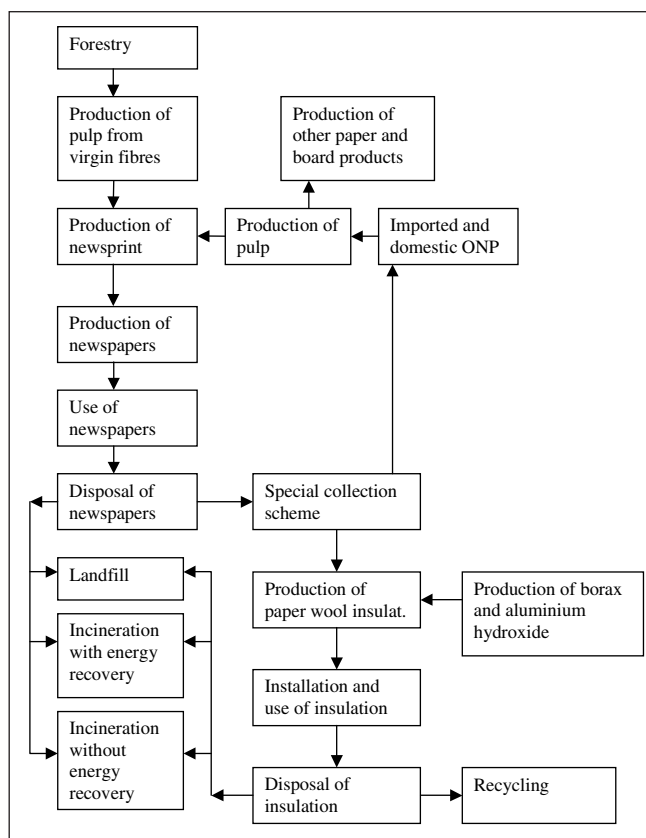 Forestry
Production of
pulp from
virgin fibres
Production of
other paper and
board products
Production of
newsprint
Production of
pulp
Imported and
domestic ONP
Production of
newspapers
Use of
newspapers
Disposal of
newspapers
Special collection
scheme
Landfill
Production of
paper wool insulat.
Production of borax
and aluminium
hydroxide
Incineration
with energy
recovery
Installation and
use of insulation
Incineration
without
energy
recovery
Disposal of
insulation
Recycling